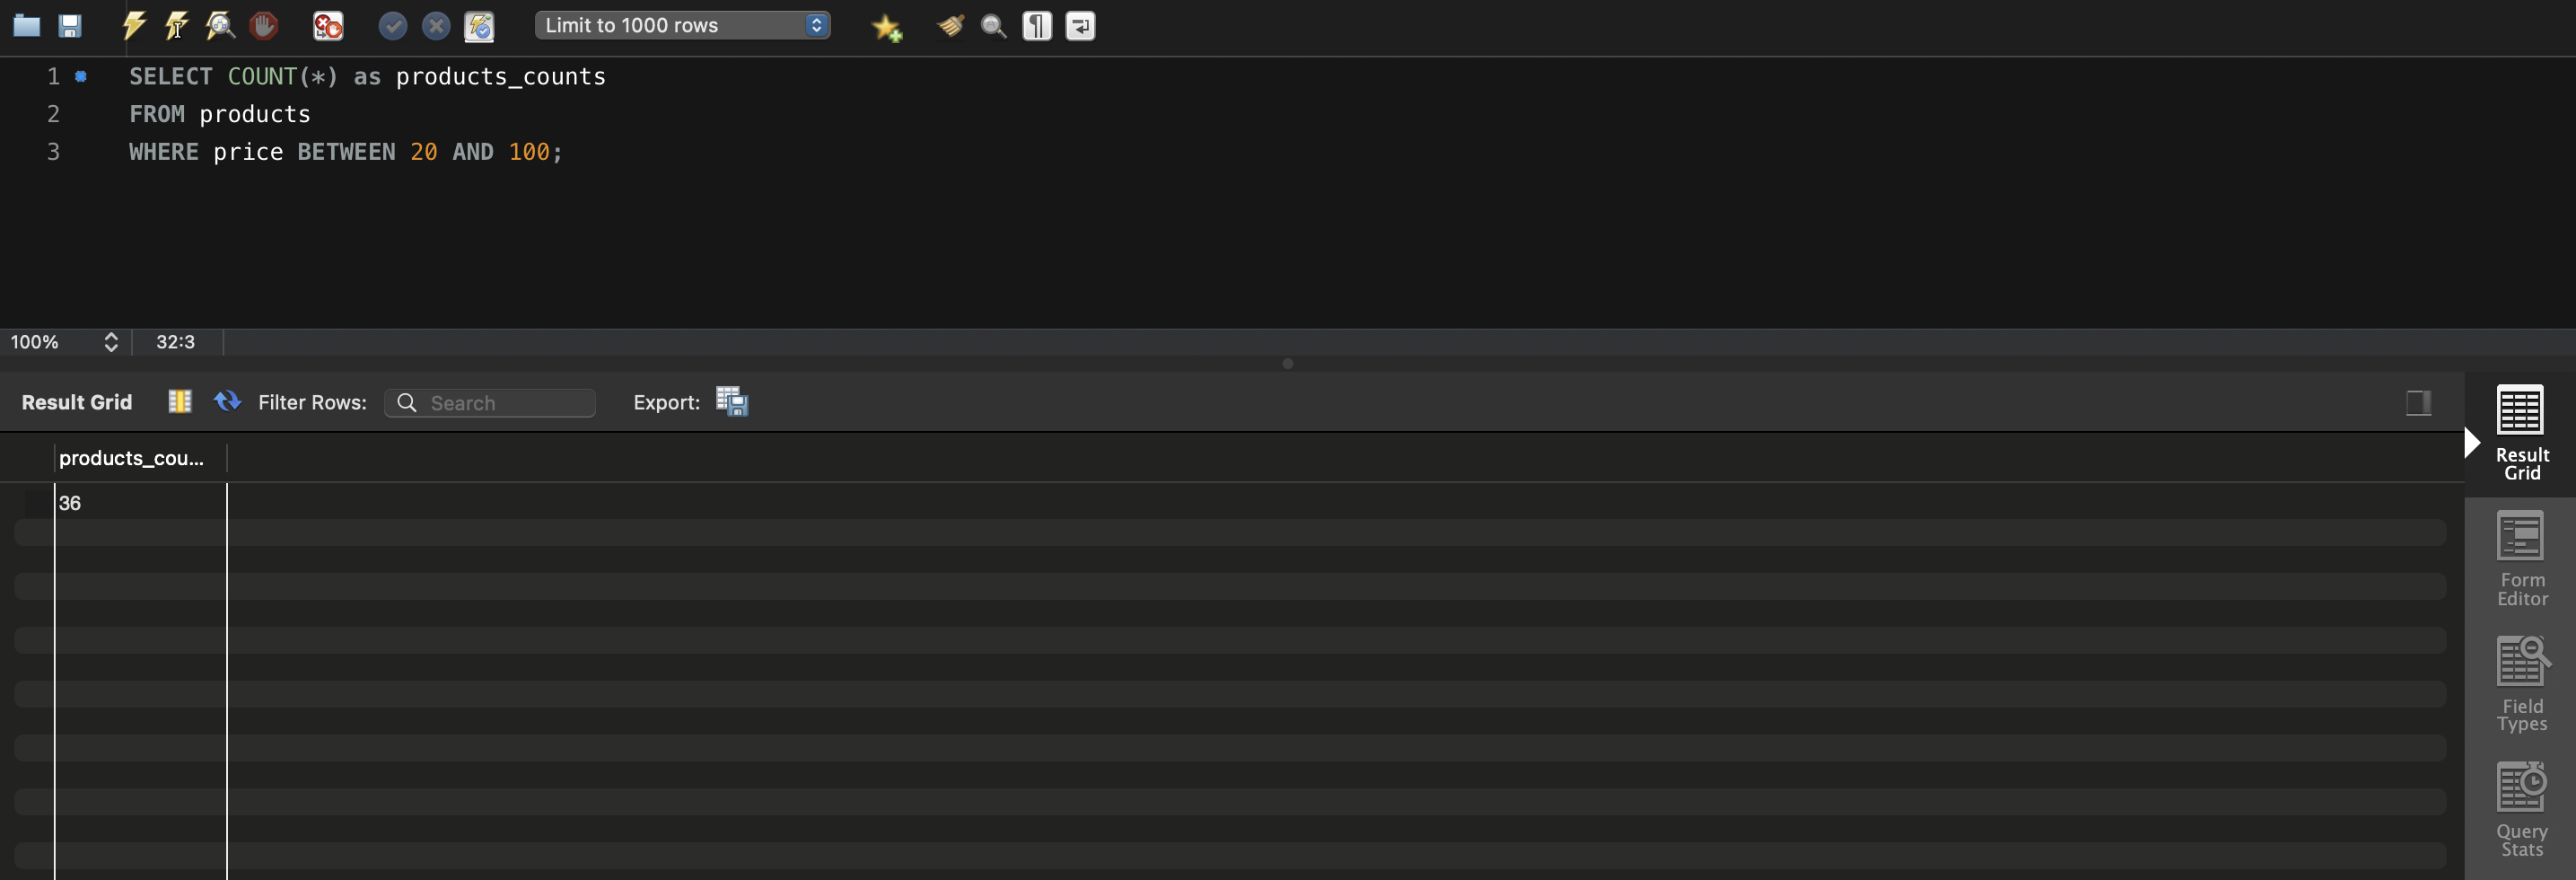 Limit to 1000 rows
1 SELECT COUNT(*) as products_counts
2 FROM products
3 WHERE price BETWEEN 20 AND 100;
100% 32:3
Result Grid Filter Rows: Search Export:
products_cou...
36
Result
Grid
Form
Editor
Field
Types
Query
Stats